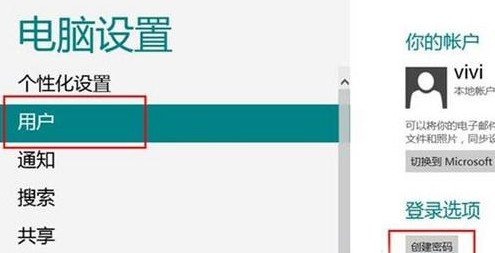 电脑设置
个性化设置
用户
通知
搜索
共享
你的帐户
vivi
本地帐户
可以将你的电子邮件
文件和照片，同步设
切换到 Microsoft
登录选项
创建密码